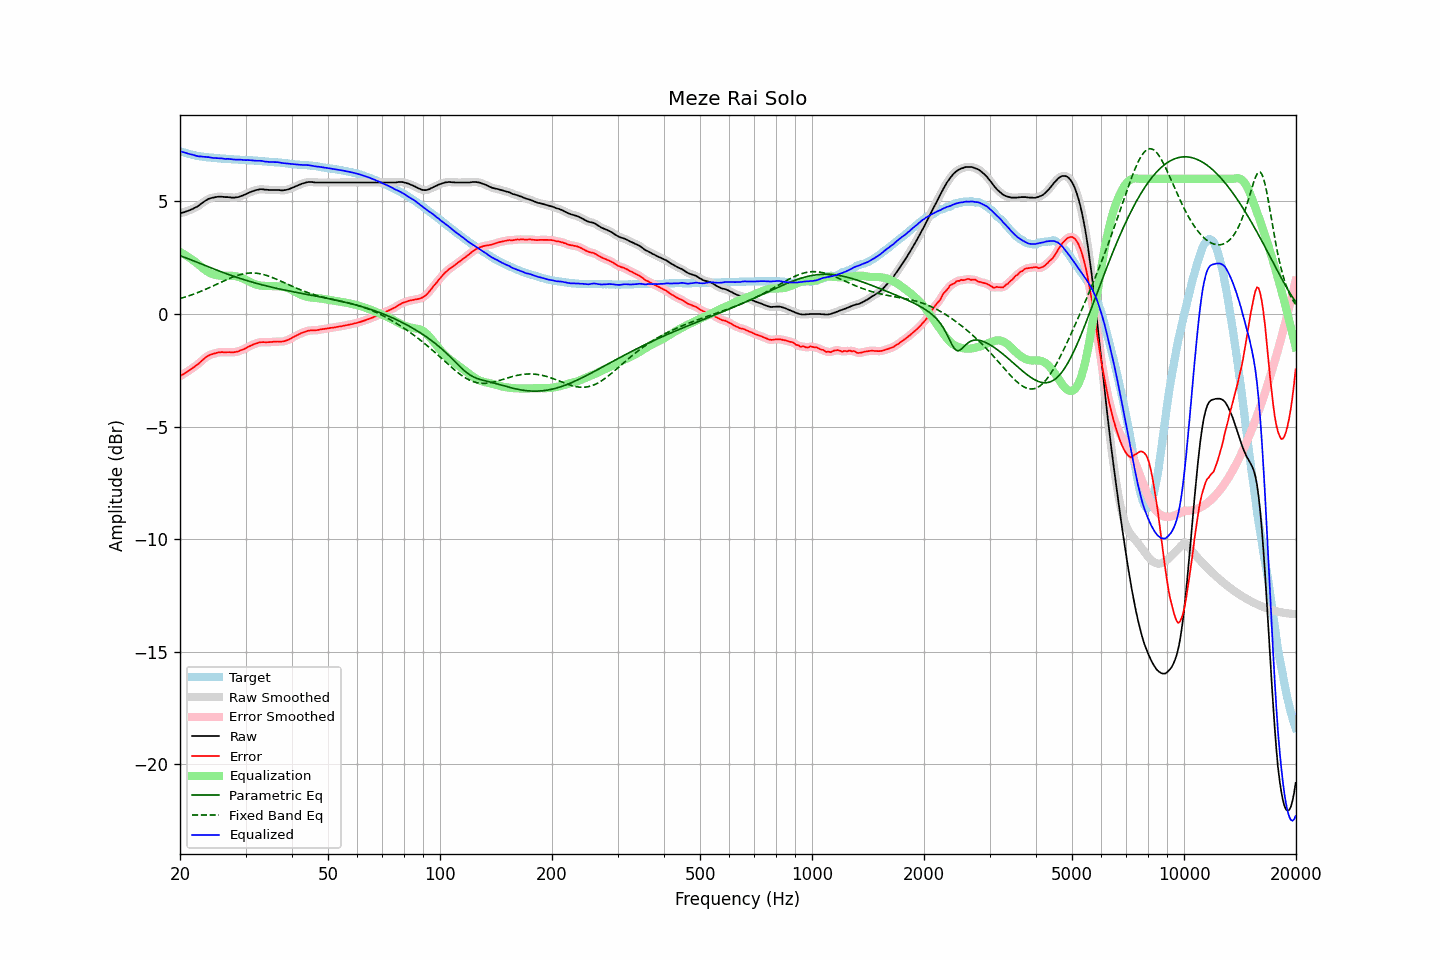 Meze Rai Solo
Amplitude (dBr)
5
0
−5
−10
−15
−20
Target
Raw Smoothed
Error Smoothed
Raw
Error
Equalization
Parametric Eq
Fixed Band Eq
Equalized
20 50 100 200 500 1000 2000 5000 10000 20000
Frequency (Hz)